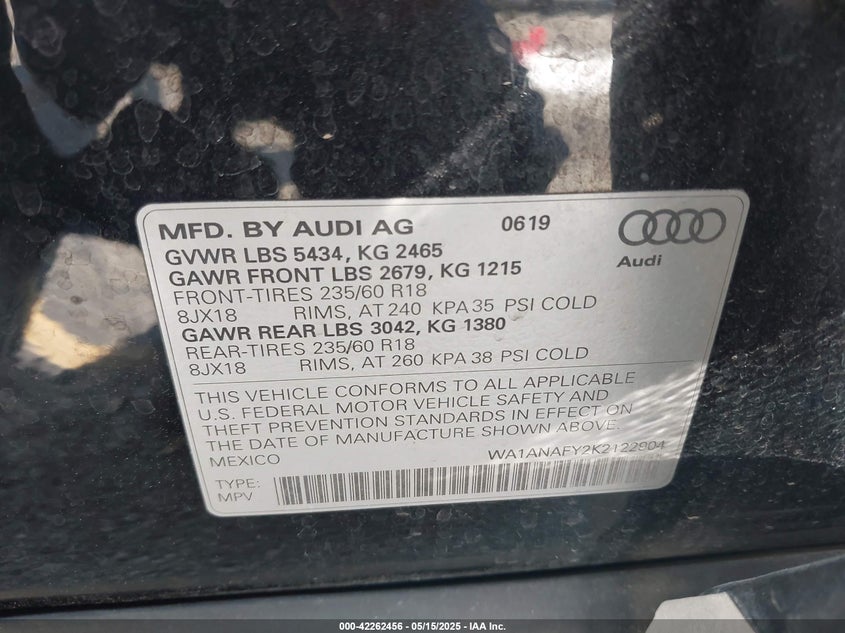 MFD. BY AUDI AG 0619
Audi
GVWR LBS 5434, KG 2465
GAWR FRONT LBS 2679, KG 1215
FRONT-TIRES 235/60 R18
8JX18 RIMS, AT 240 KPA 35 PSI COLD
GAWR REAR LBS 3042, KG 1380
REAR-TIRES 235/60 R18
8JX18 RIMS, AT 260 KPA 38 PSI COLD
THIS VEHICLE CONFORMS TO ALL APPLICABLE
U.S. FEDERAL MOTOR VEHICLE SAFETY AND
THEFT PREVENTION STANDARDS IN EFFECT ON
THE DATE OF MANUFACTURE SHOWN ABOVE.
MEXICO WA1ANAFY2K2122904
TYPE:
MPV
000-42262456 - 05/15/2025 - IAA Inc.